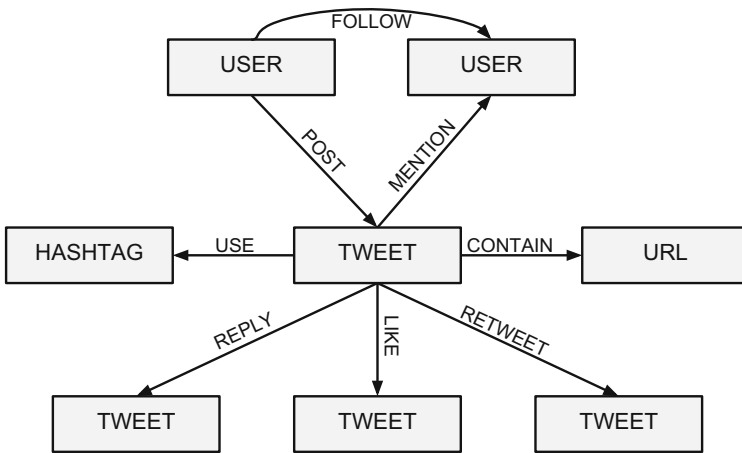 FOLLOW
USER
USER
POST
MENTION
HASHTAG
USE
TWEET
CONTAIN
URL
REPLY
LIKE
RETWEET
TWEET
TWEET
TWEET